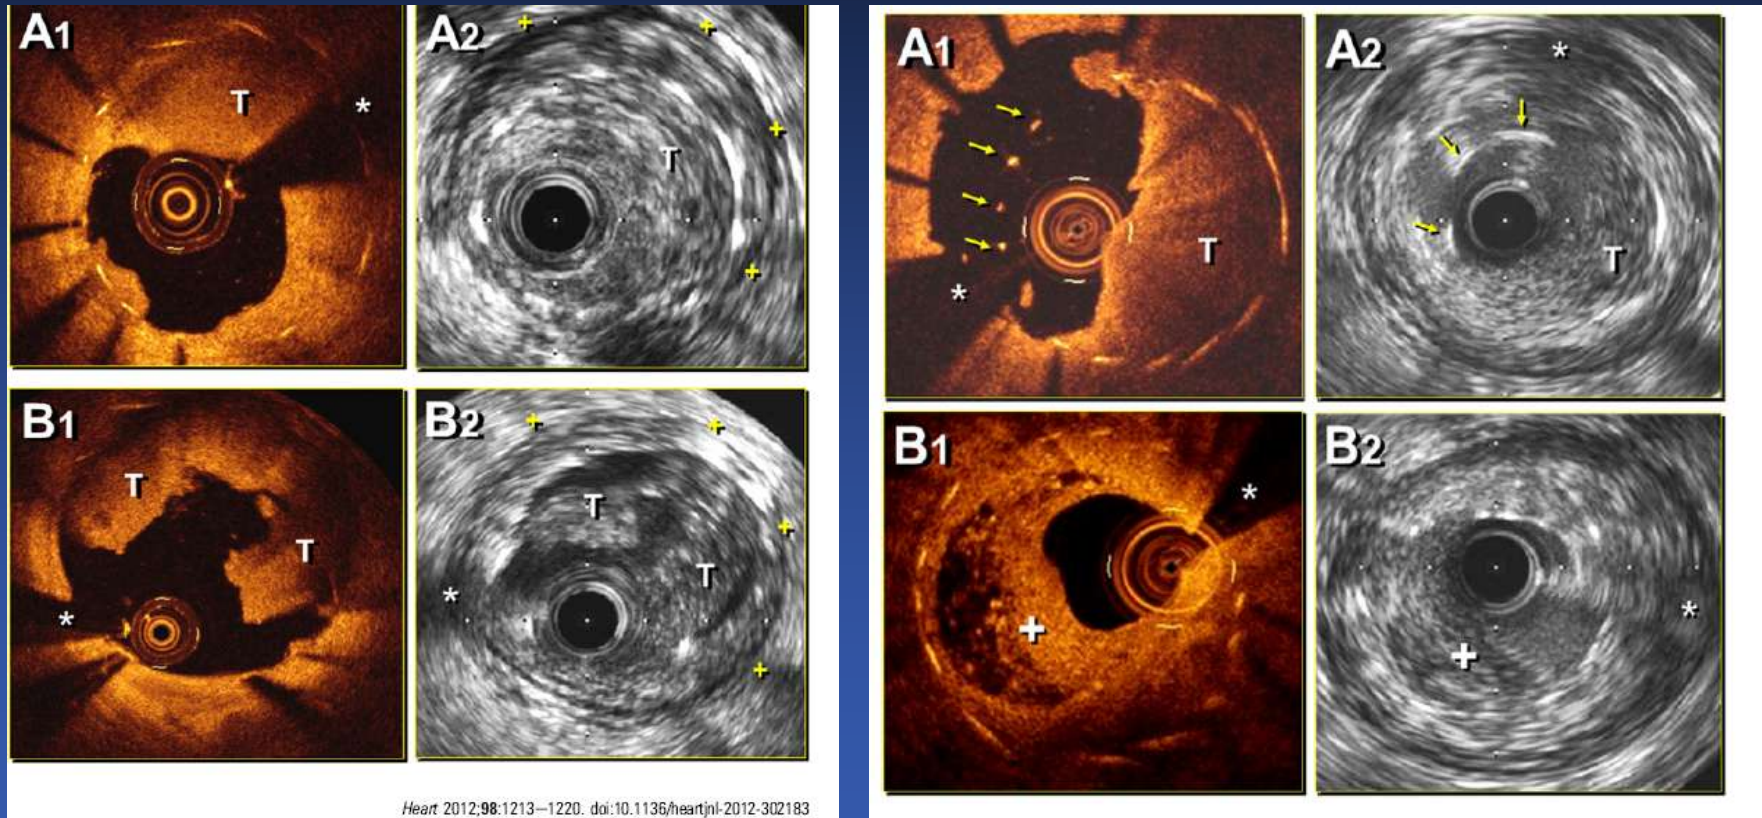 A1
T
*
A2
T
B1
T
T
*
B2
T
T
*
Heart 2012;98:1213—1220. doi:10.1136/heartjnl-2012-302183
A1
T
*
A2
*
T
B1
*
+
B2
*
+